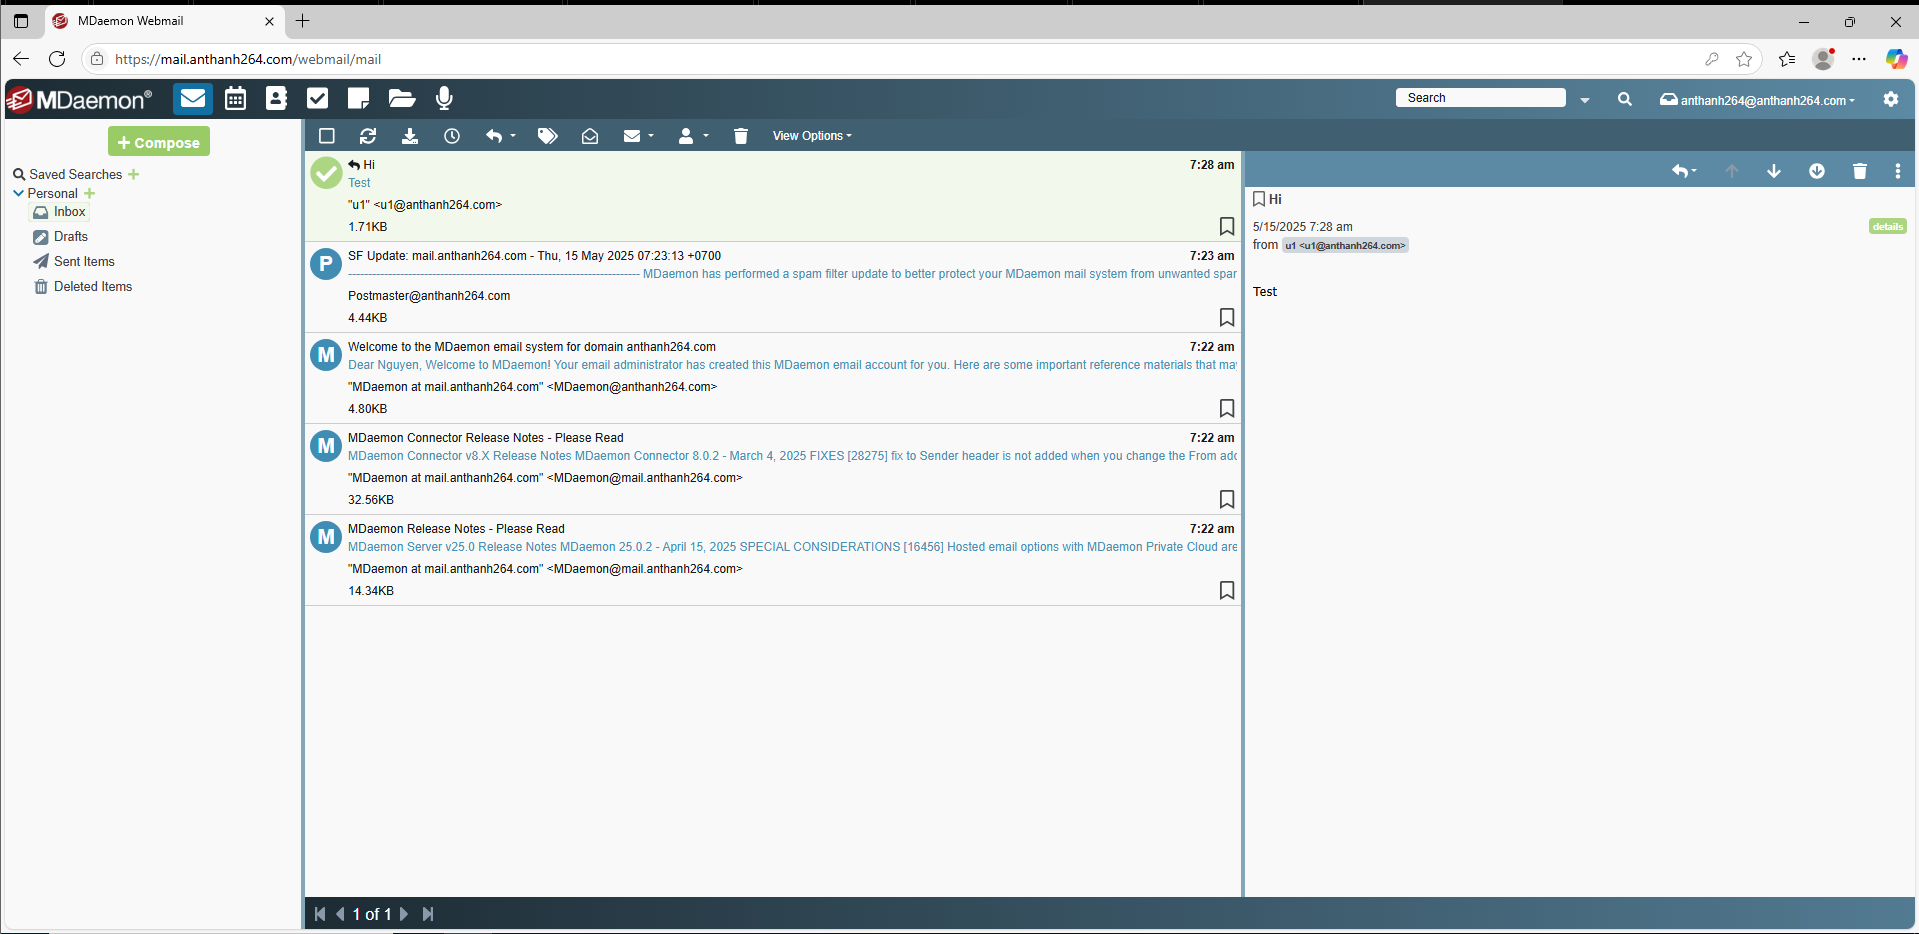 MDaemon Webmail
https://mail.anthanh264.com/webmail/mail
MDaemon®
Search
anthanh264@anthanh264.com
Compose
View Options
Saved Searches
Personal
Inbox
Drafts
Sent Items
Deleted Items
Hi 7:28 am
Test
"u1" <u1@anthanh264.com>
1.71KB
P
SF Update: mail.anthanh264.com - Thu, 15 May 2025 07:23:13 +0700 7:23 am
MDaemon has performed a spam filter update to better protect your MDaemon mail system from unwanted
Postmaster@anthanh264.com
4.44KB
M
Welcome to the MDaemon email system for domain anthanh264.com 7:22 am
Dear Nguyen, Welcome to MDaemon! Your email administrator has created this MDaemon email account for you. Here are some important reference materials that
"MDaemon at mail.anthanh264.com" <MDaemon@anthanh264.com>
4.80KB
M
MDaemon Connector Release Notes - Please Read 7:22 am
MDaemon Connector v8.X Release Notes MDaemon Connector 8.0.2 - March 4, 2025 FIXES [28275] fix to Sender header is not added when you change the From
"MDaemon at mail.anthanh264.com" <MDaemon@mail.anthanh264.com>
32.56KB
M
MDaemon Release Notes - Please Read 7:22 am
MDaemon Server v25.0 Release Notes MDaemon 25.0.2 - April 15, 2025 SPECIAL CONSIDERATIONS [16456] Hosted email options with MDaemon Private Cloud are
"MDaemon at mail.anthanh264.com" <MDaemon@mail.anthanh264.com>
14.34KB
1 of 1
Hi
5/15/2025 7:28 am
details
from u1 <u1@anthanh264.com>
Test